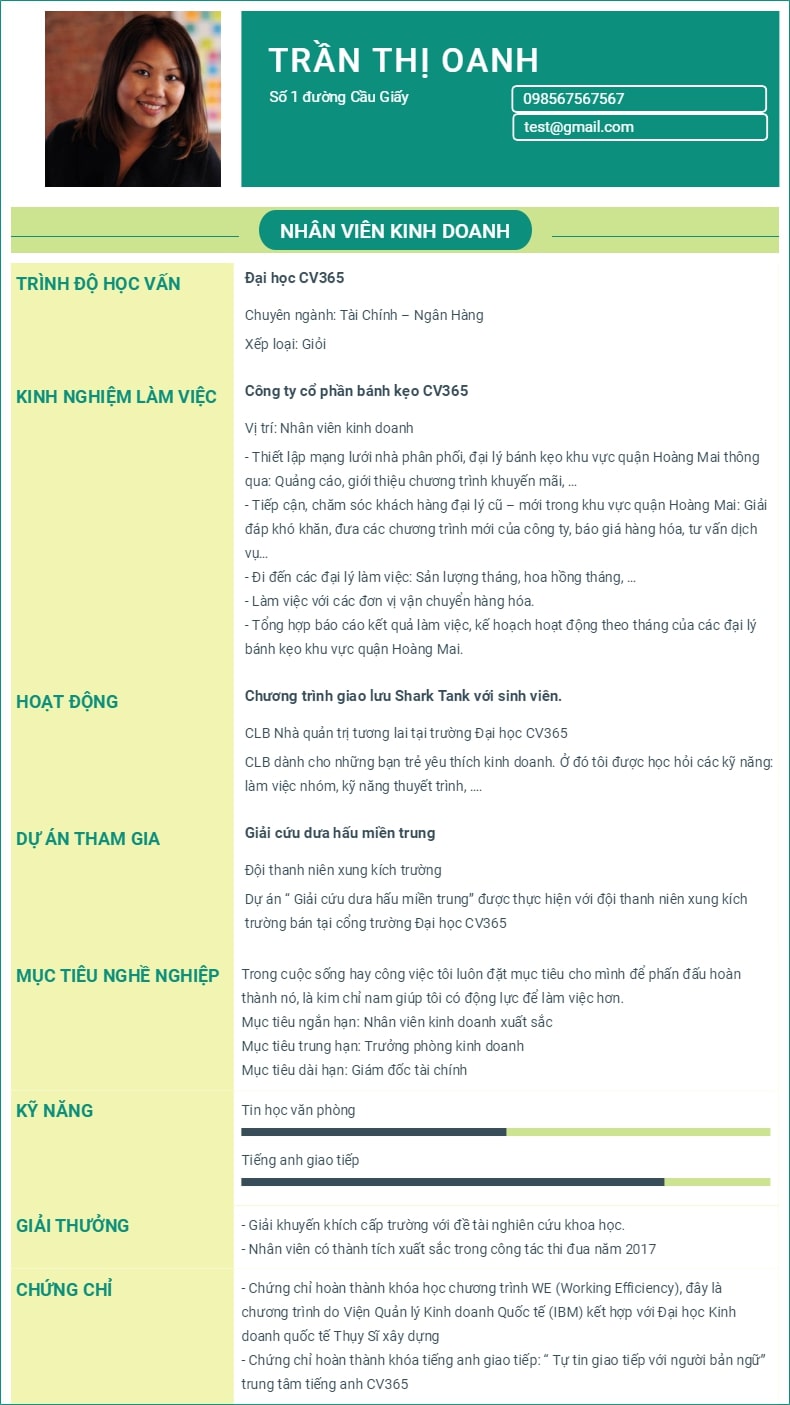 TRẦN THỊ OANH
Số 1 đường Cầu Giấy
098567567567
test@gmail.com
NHÂN VIÊN KINH DOANH
TRÌNH ĐỘ HỌC VẤN
Đại học CV365
Chuyên ngành: Tài Chính – Ngân Hàng
Xếp loại: Giỏi
KINH NGHIỆM LÀM VIỆC
Công ty cổ phần bánh kẹo CV365
Vị trí: Nhân viên kinh doanh
- Thiết lập mạng lưới nhà phân phối, đại lý bánh kẹo khu vực quận Hoàng Mai thông
qua: Quảng cáo, giới thiệu chương trình khuyến mãi, ...
- Tiếp cận, chăm sóc khách hàng đại lý cũ – mới trong khu vực quận Hoàng Mai: Giải
đáp khó khăn, đưa các chương trình mới của công ty, báo giá hàng hóa, tư vấn dịch
vụ...
- Đi đến các đại lý làm việc: Sản lượng tháng, hoa hồng tháng, ...
- Làm việc với các đơn vị vận chuyển hàng hóa.
- Tổng hợp báo cáo kết quả làm việc, kế hoạch hoạt động theo tháng của các đại lý
bánh kẹo khu vực quận Hoàng Mai.
HOẠT ĐỘNG
Chương trình giao lưu Shark Tank với sinh viên.
CLB Nhà quản trị tương lai tại trường Đại học CV365
CLB dành cho những bạn trẻ yêu thích kinh doanh. Ở đó tôi được học hỏi các kỹ năng:
làm việc nhóm, kỹ năng thuyết trình, ....
DỰ ÁN THAM GIA
Giải cứu dưa hấu miền trung
Đội thanh niên xung kích trường
Dự án “ Giải cứu dưa hấu miền trung” được thực hiện với đội thanh niên xung kích
trường bán tại cổng trường Đại học CV365
MỤC TIÊU NGHỀ NGHIỆP
Trong cuộc sống hay công việc tôi luôn đặt mục tiêu cho mình để phấn đấu hoàn
thành nó, là kim chỉ nam giúp tôi có động lực để làm việc hơn.
Mục tiêu ngắn hạn: Nhân viên kinh doanh xuất sắc
Mục tiêu trung hạn: Trưởng phòng kinh doanh
Mục tiêu dài hạn: Giám đốc tài chính
KỸ NĂNG
Tin học văn phòng
Tiếng anh giao tiếp
GIẢI THƯỞNG
- Giải khuyến khích cấp trường với đề tài nghiên cứu khoa học.
- Nhân viên có thành tích xuất sắc trong công tác thi đua năm 2017
CHỨNG CHỈ
- Chứng chỉ hoàn thành khóa học chương trình WE (Working Efficiency), đây là
chương trình do Viện Quản lý Kinh doanh Quốc tế (IBM) kết hợp với Đại học Kinh
doanh quốc tế Thụy Sĩ xây dựng
- Chứng chỉ hoàn thành khóa tiếng anh giao tiếp: “ Tự tin giao tiếp với người bản ngữ”
trung tâm tiếng anh CV365